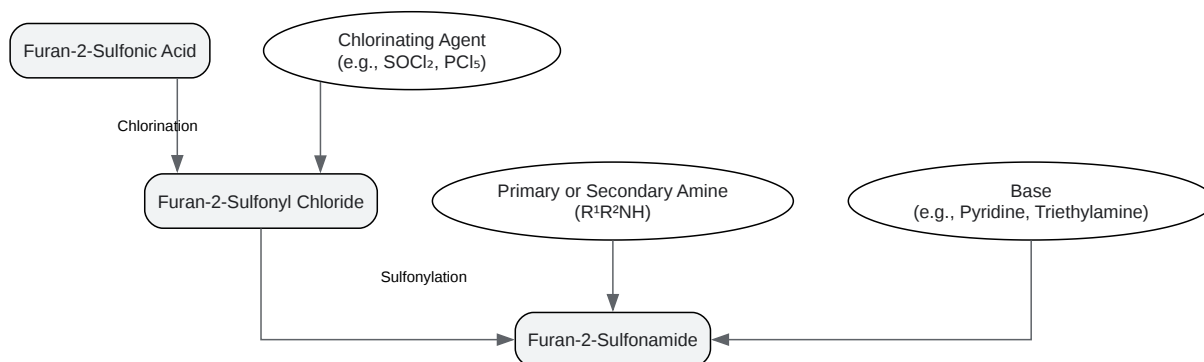 Furan-2-Sulfonic Acid
Chlorinating Agent
(e.g., SOCl₂, PCl₅)
Chlorination
Furan-2-Sulfonyl Chloride
Primary or Secondary Amine
(R¹R²NH)
Base
(e.g., Pyridine, Triethylamine)
Sulfonylation
Furan-2-Sulfonamide